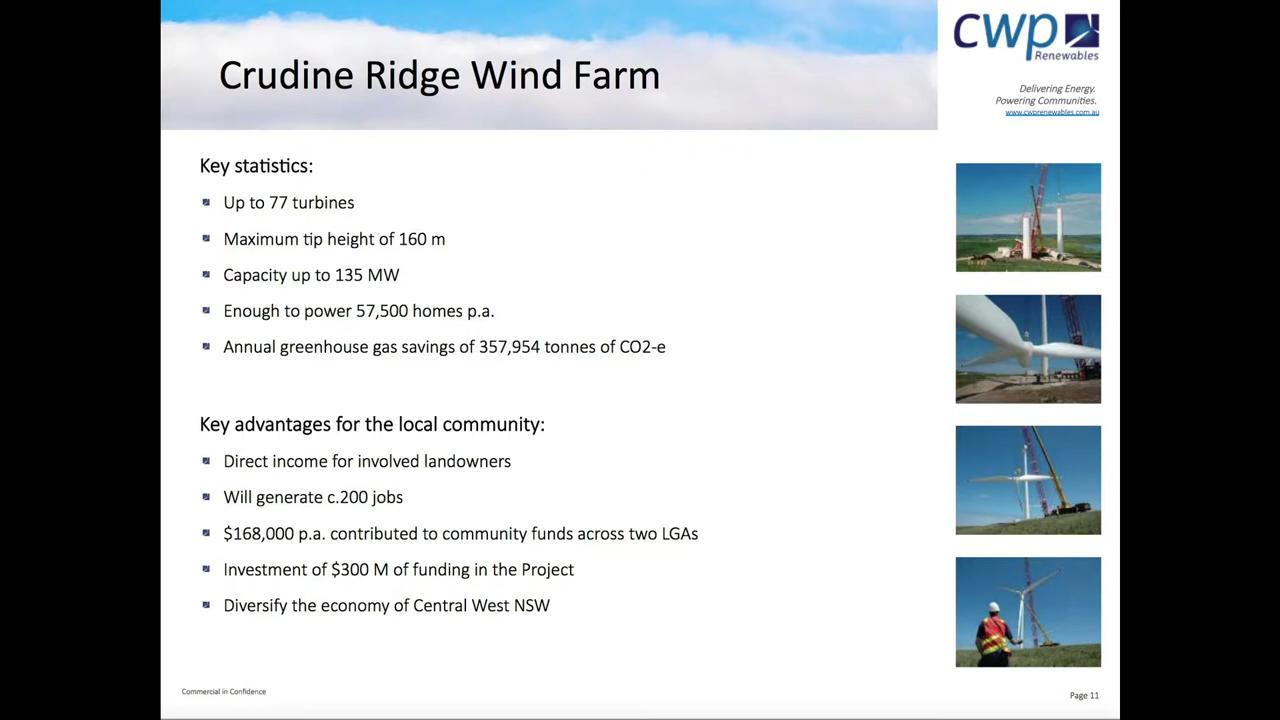 Crudine Ridge Wind Farm
cwp
Renewables
Delivering Energy.
Powering Communities.
www.cwprenewables.com.au
Key statistics:
Up to 77 turbines
Maximum tip height of 160 m
Capacity up to 135 MW
Enough to power 57,500 homes p.a.
Annual greenhouse gas savings of 357,954 tonnes of CO2-e
Key advantages for the local community:
Direct income for involved landowners
Will generate c.200 jobs
$168,000 p.a. contributed to community funds across two LGAs
Investment of $300 M of funding in the Project
Diversify the economy of Central West NSW
Commercial in Confidence
Page 11